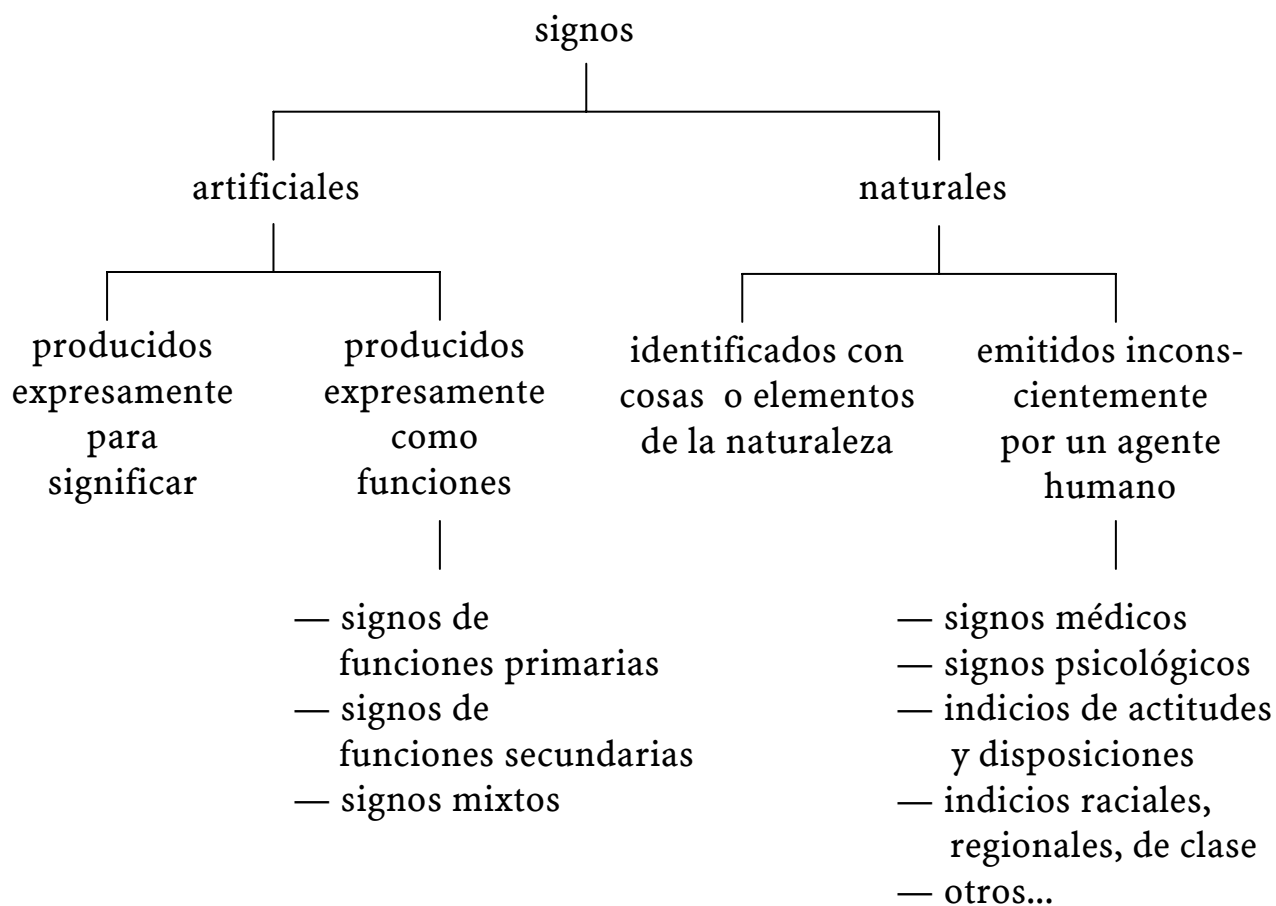 signos
artificiales
naturales
producidos
expresamente
para
significar
producidos
expresamente
como
funciones
identificados con
cosas o elementos
de la naturaleza
emitidos incons-
cientemente
por un agente
humano
— signos de
funciones primarias
— signos de
funciones secundarias
— signos mixtos
— signos médicos
— signos psicológicos
— indicios de actitudes
y disposiciones
— indicios raciales,
regionales, de clase
— otros...